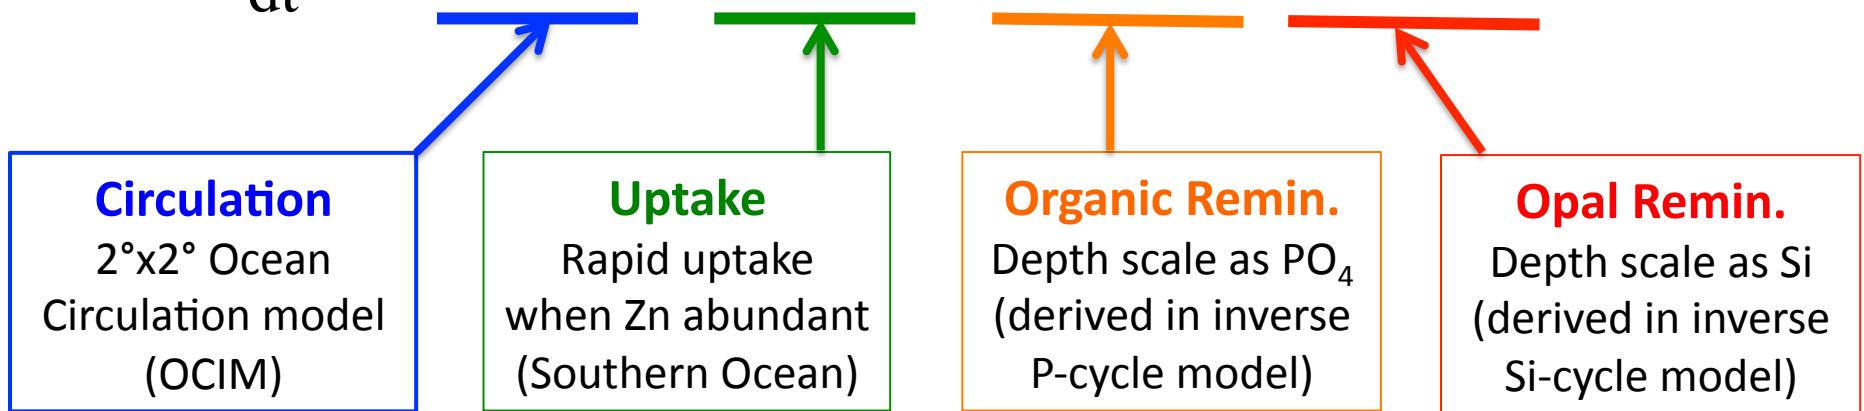 dt
Circulation
2°x2° Ocean
Circulation model
(OCIM)
Uptake
Rapid uptake
when Zn abundant
(Southern Ocean)
Organic Remin.
Depth scale as PO₄
(derived in inverse
P-cycle model)
Opal Remin.
Depth scale as Si
(derived in inverse
Si-cycle model)